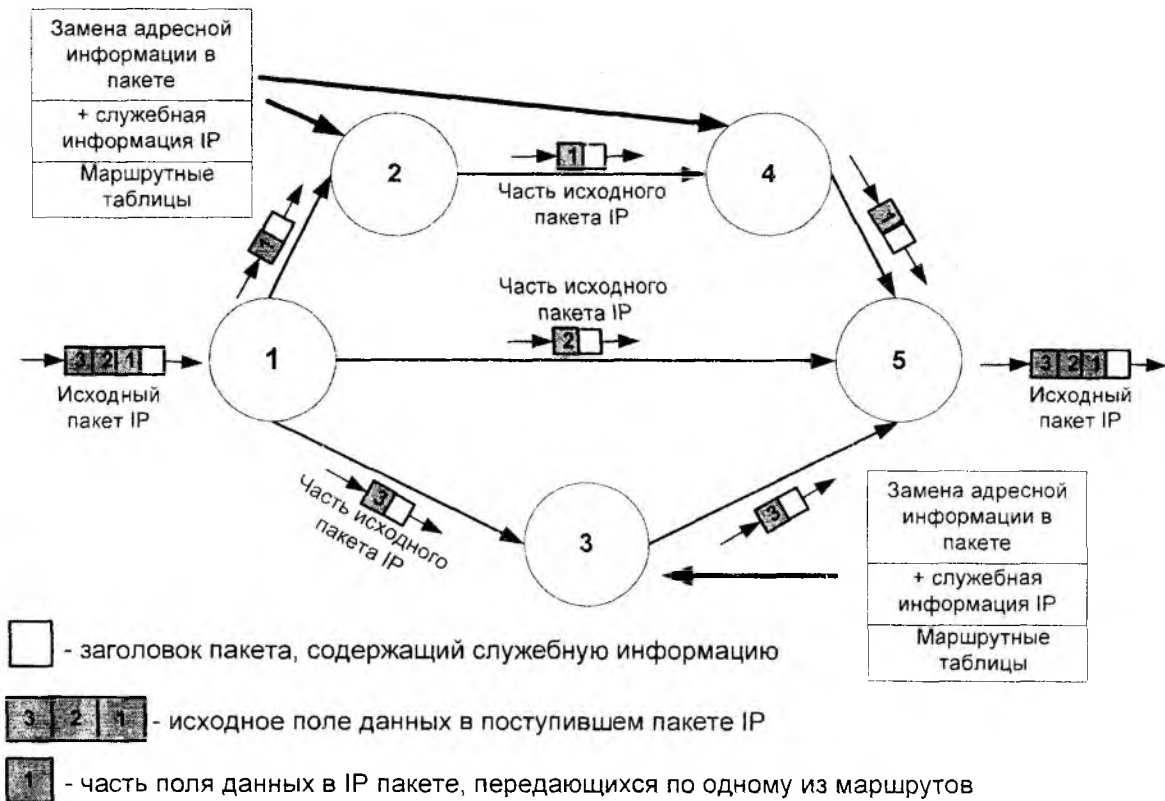 Замена адресной
информации в
пакете
+ служебная
информация IP
Маршрутные
таблицы
2
1
Часть исходного
пакета IP
4
1
1
Часть исходного
пакета IP
2
3 2 1
Исходный
пакет IP
1
5
3 2 1
Исходный
пакет IP
3
Часть исходного
пакета IP
3
3
Замена адресной
информации в
пакете
+ служебная
информация IP
Маршрутные
таблицы
- заголовок пакета, содержащий служебную информацию
3 2 1 - исходное поле данных в поступившем пакете IP
1 - часть поля данных в IP пакете, передающихся по одному из маршрутов